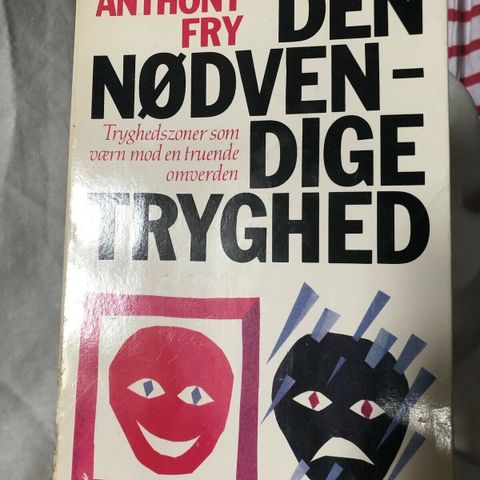 ANTHONY
FRY
DEN
NØDVEN-
Tryghedszoner som
værn mod en truende
omverden
DIGE
TRYGHED